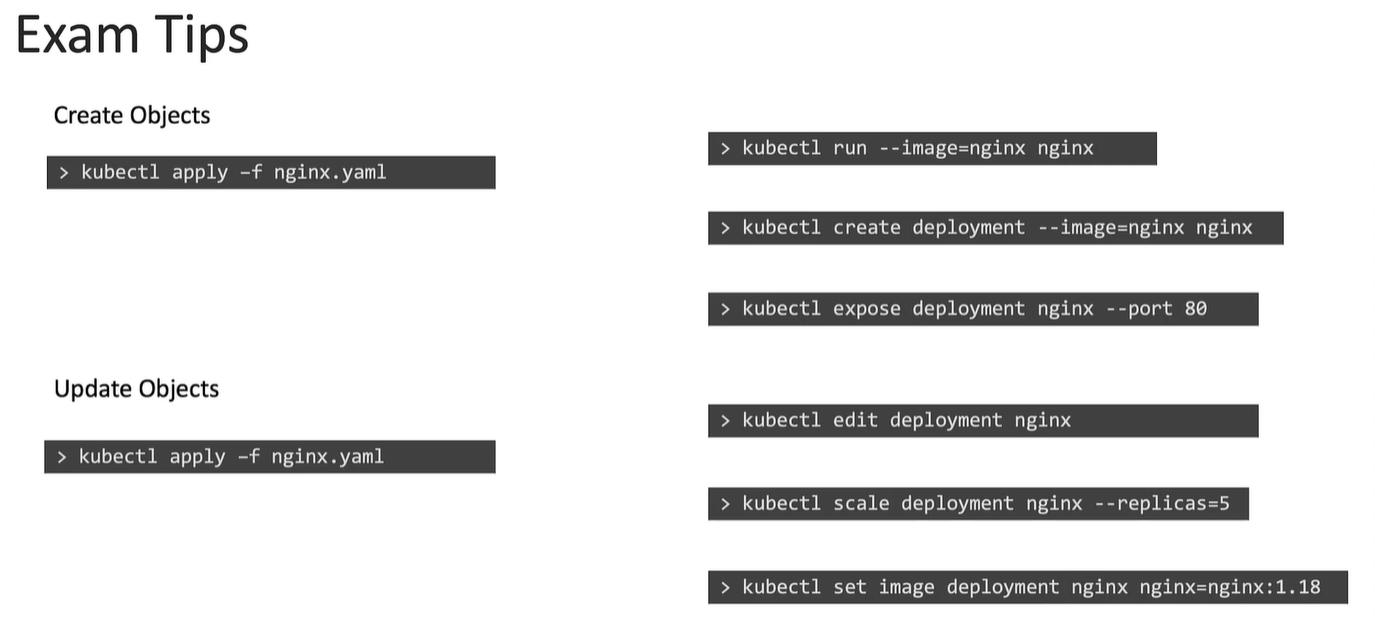 Exam Tips
Create Objects
> kubectl apply –f nginx.yaml
> kubectl run --image=nginx nginx
> kubectl create deployment --image=nginx nginx
> kubectl expose deployment nginx --port 80
Update Objects
> kubectl apply –f nginx.yaml
> kubectl edit deployment nginx
> kubectl scale deployment nginx --replicas=5
> kubectl set image deployment nginx nginx=nginx:1.18